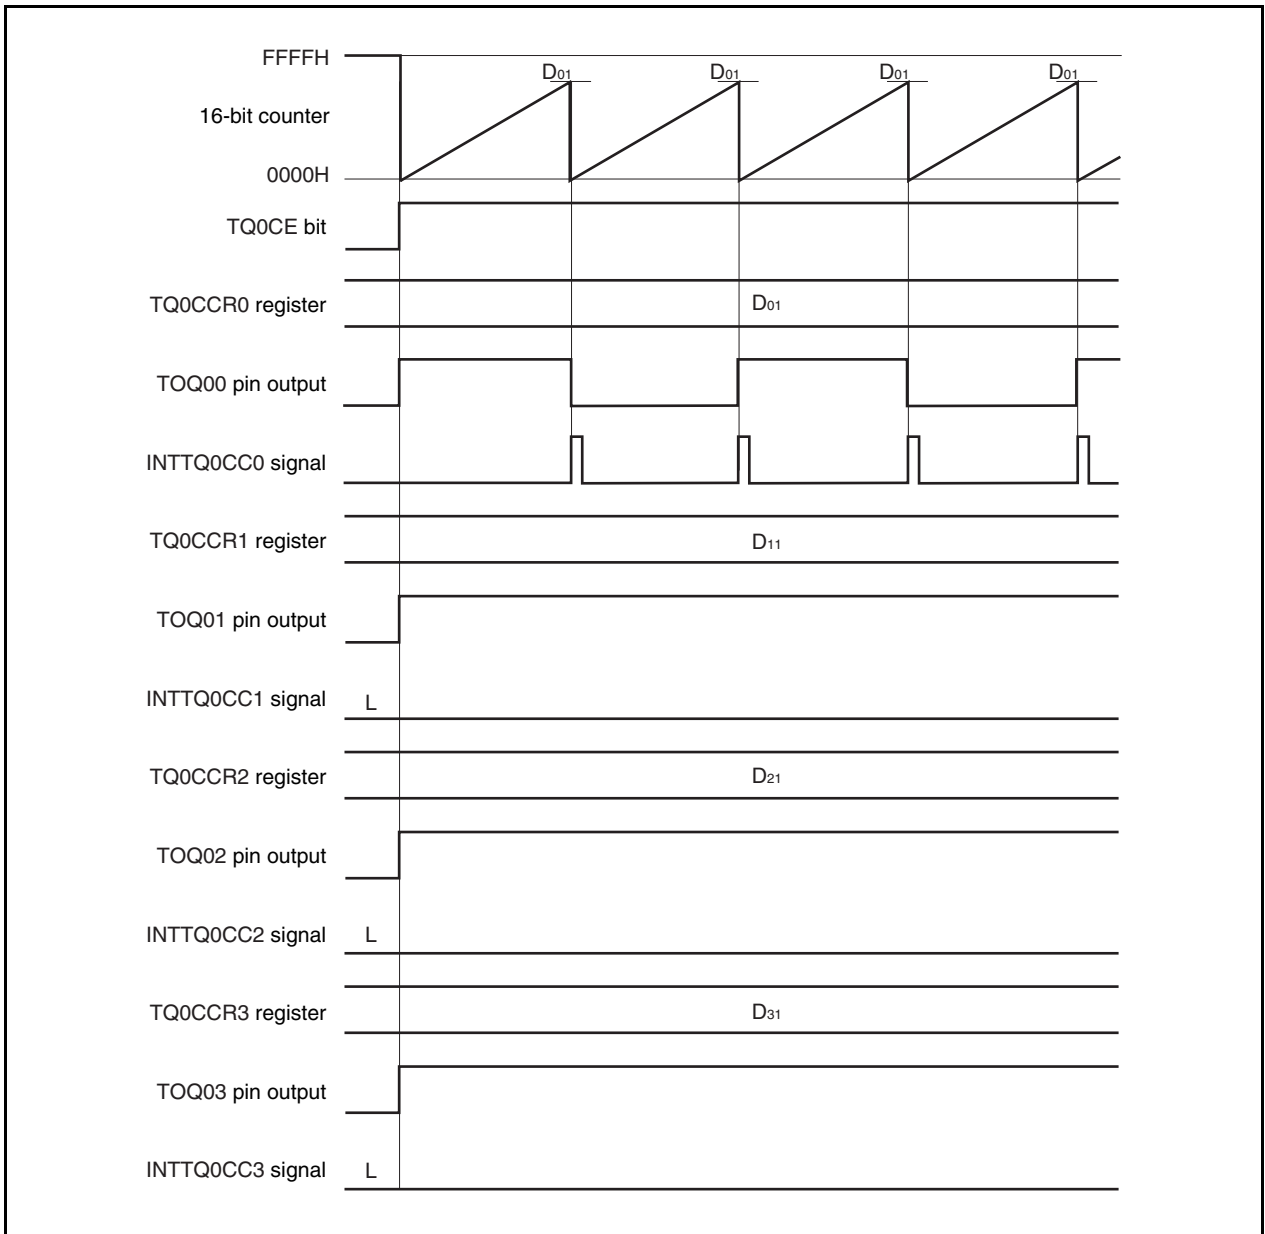 FFFFH
D01 D01 D01 D01
16-bit counter
0000H
TQ0CE bit
TQ0CCR0 register D01
TOQ00 pin output
INTTQ0CC0 signal
TQ0CCR1 register D11
TOQ01 pin output
INTTQ0CC1 signal L
TQ0CCR2 register D21
TOQ02 pin output
INTTQ0CC2 signal L
TQ0CCR3 register D31
TOQ03 pin output
INTTQ0CC3 signal L